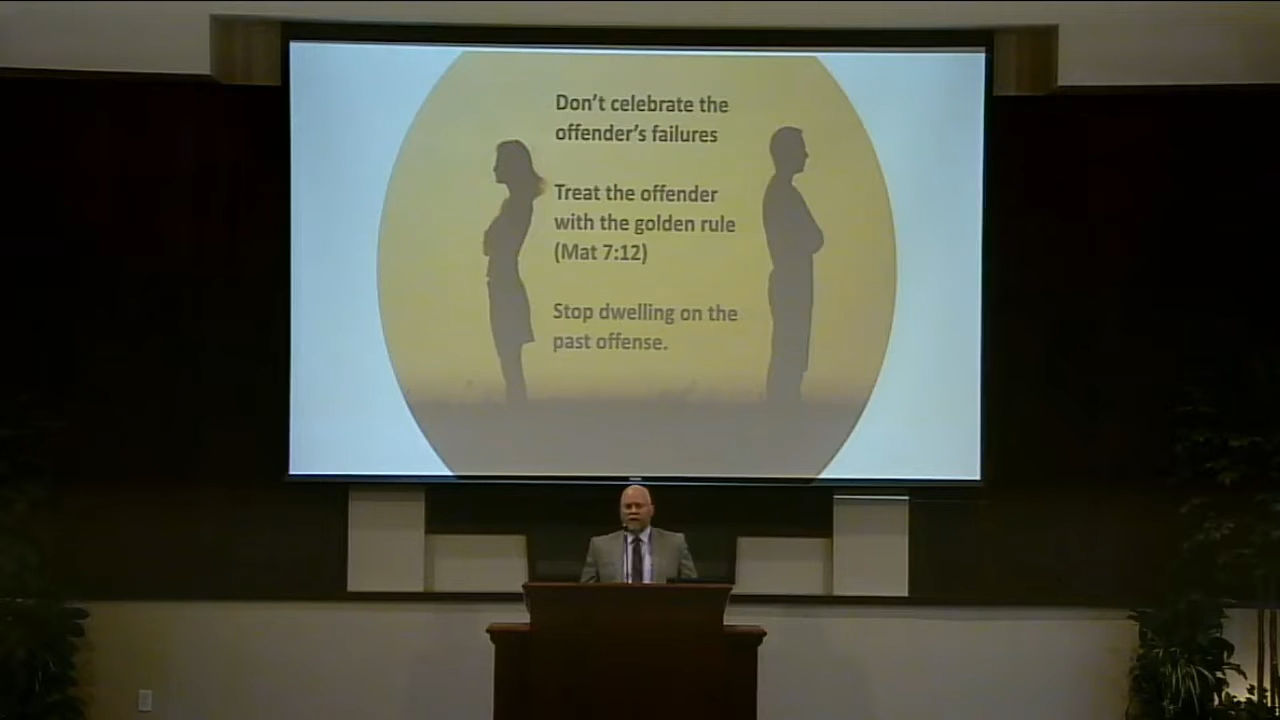 Don't celebrate the
offender's failures
Treat the offender
with the golden rule
(Mat 7:12)
Stop dwelling on the
past offense.